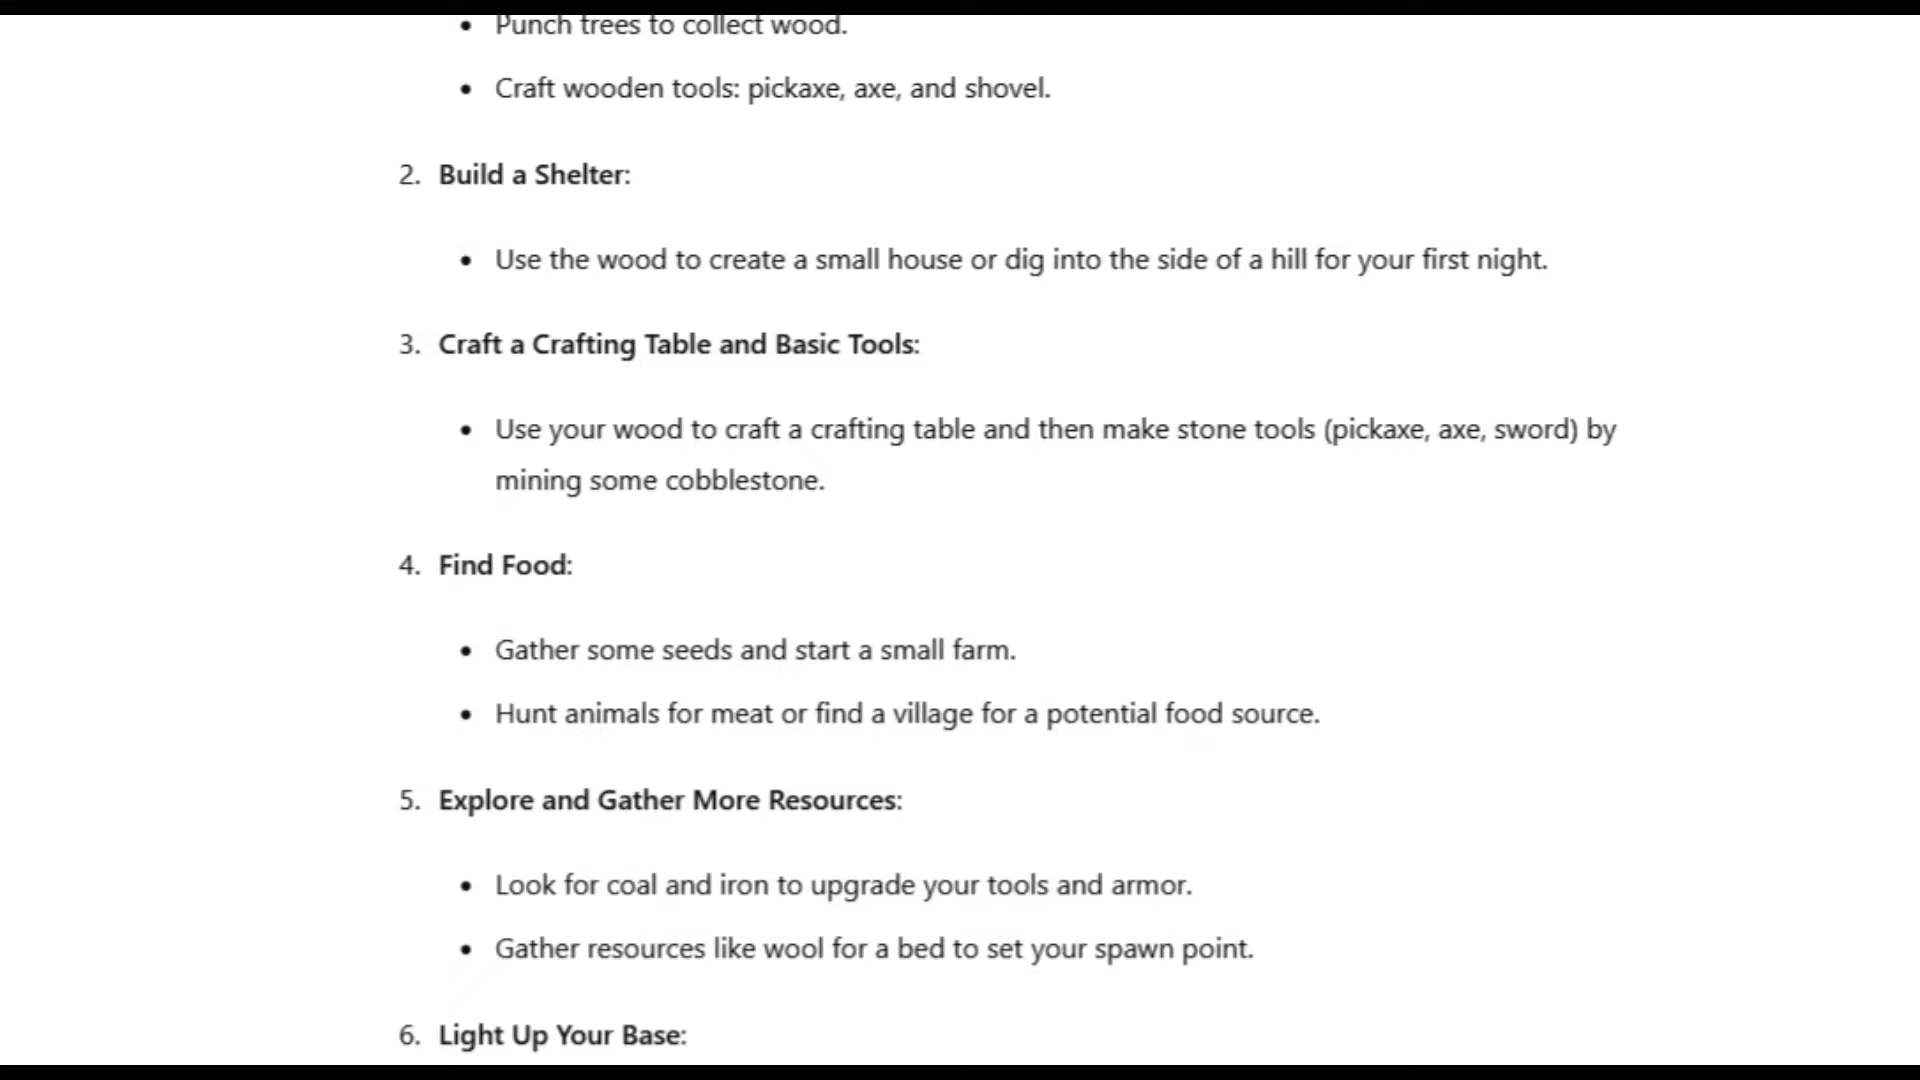 • Punch trees to collect wood.
• Craft wooden tools: pickaxe, axe, and shovel.
2. Build a Shelter:
• Use the wood to create a small house or dig into the side of a hill for your first night.
3. Craft a Crafting Table and Basic Tools:
• Use your wood to craft a crafting table and then make stone tools (pickaxe, axe, sword) by
mining some cobblestone.
4. Find Food:
• Gather some seeds and start a small farm.
• Hunt animals for meat or find a village for a potential food source.
5. Explore and Gather More Resources:
• Look for coal and iron to upgrade your tools and armor.
• Gather resources like wool for a bed to set your spawn point.
6. Light Up Your Base: